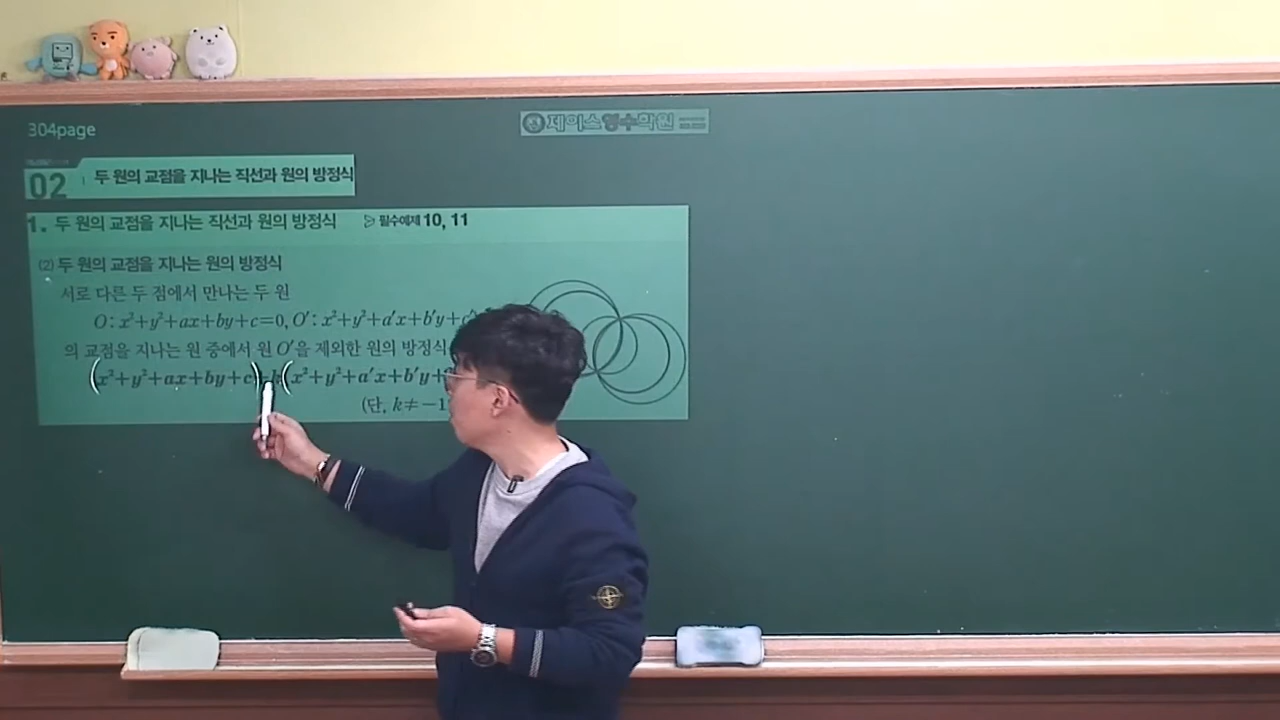 304page
제이스영수학원
02 두 원의 교점을 지나는 직선과 원의 방정식
1. 두 원의 교점을 지나는 직선과 원의 방정식 ▷ 필수예제 10, 11
(2) 두 원의 교점을 지나는 원의 방정식
서로 다른 두 점에서 만나는 두 원
O: x²+y²+ax+by+c=0, O′: x²+y²+a′x+b′y+c′
의 교점을 지나는 원 중에서 원 O′을 제외한 원의 방정식
(x²+y²+ax+by+c)+k(x²+y²+a′x+b′y+
(단, k≠-1